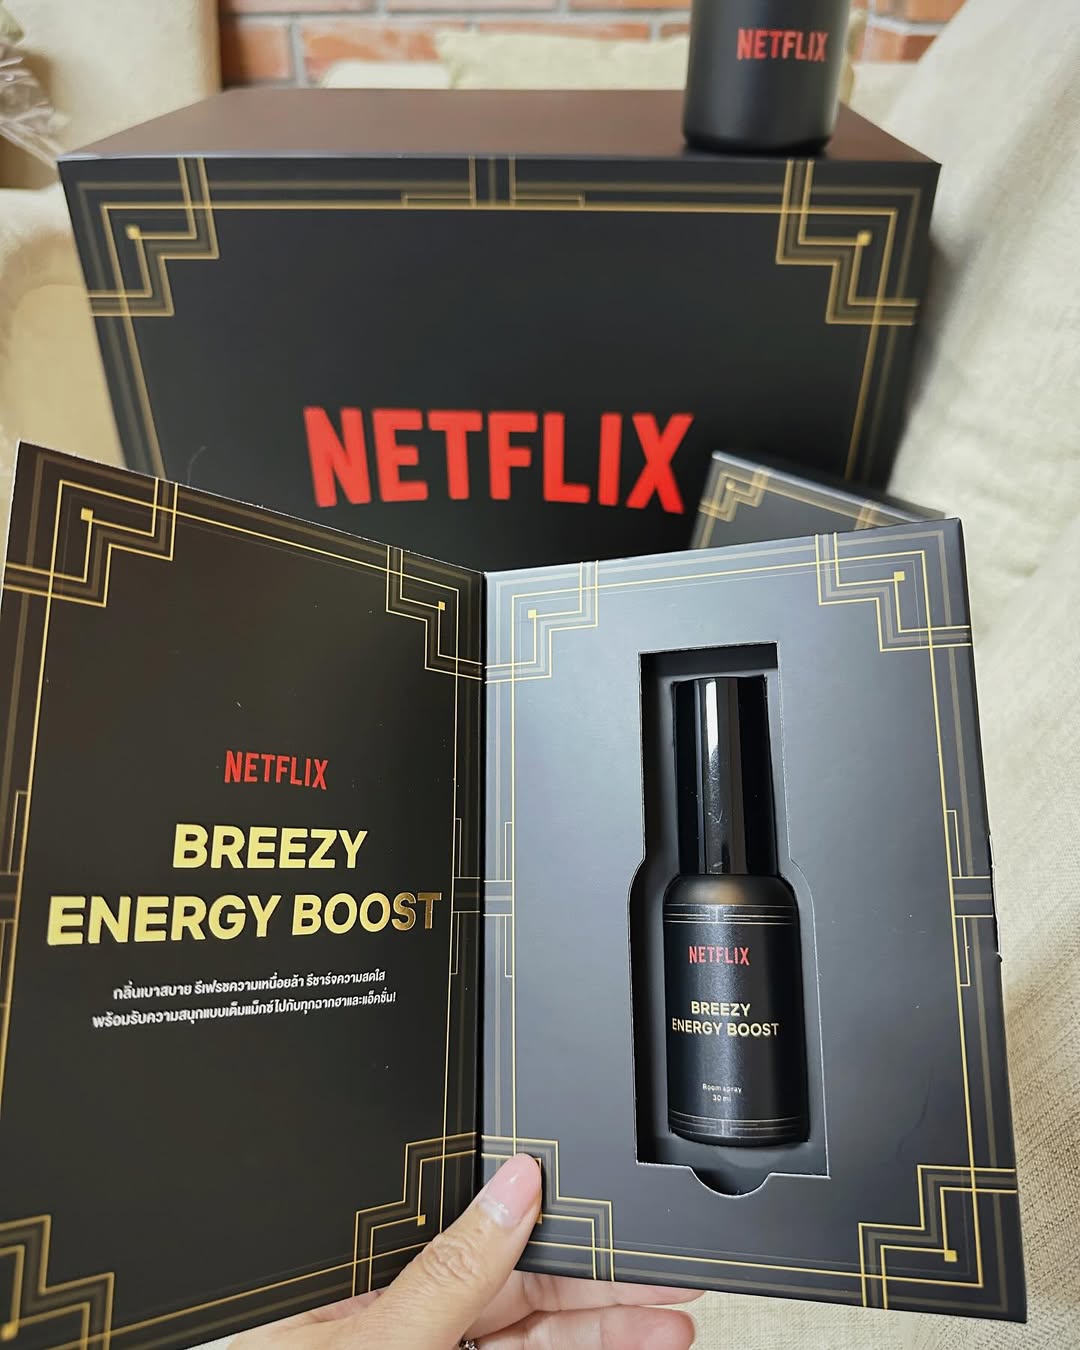 NETFLIX
NETFLIX
NETFLIX
BREEZY
ENERGY BOOST
กลิ่นเบาสบาย รีเฟรชความเหนื่อยล้า รีชาร์จความสดใส
พร้อมรับความสนุกแบบเต็มแม็กซ์ไปกับทุกฉากฮาและแอ็คชั่น!
NETFLIX
BREEZY
ENERGY BOOST
Room spray
30 ml